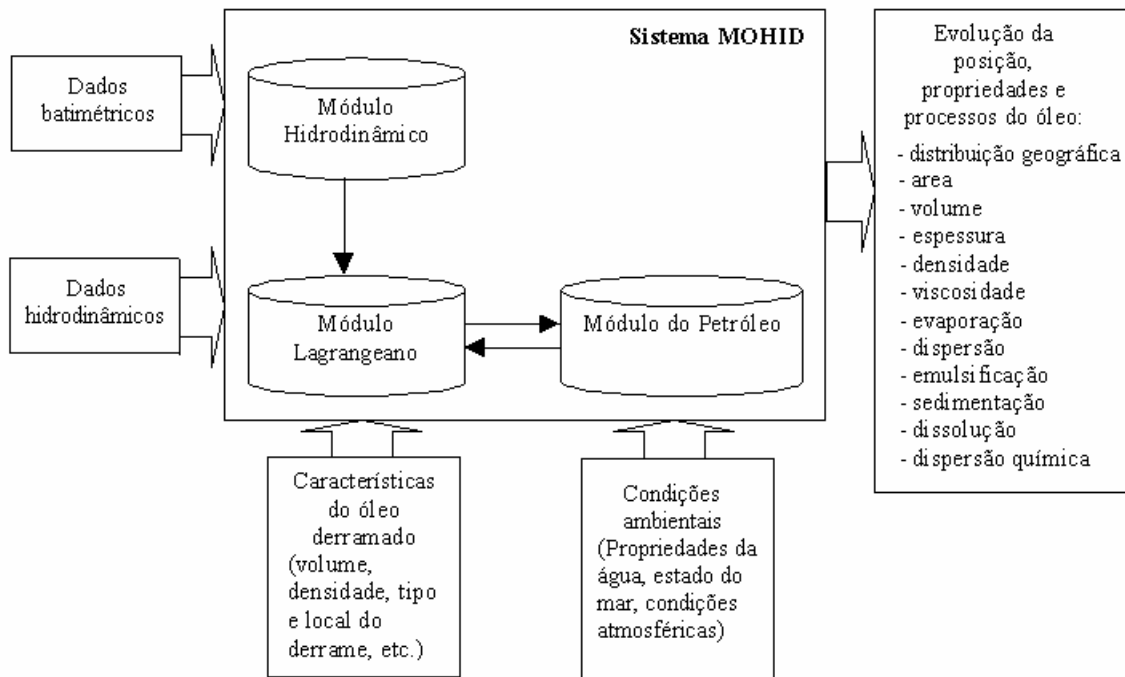 Sistema MOHID
Dados
batimétricos
Módulo
Hidrodinâmico
Dados
hidrodinâmicos
Módulo
Lagrangeano
Módulo do Petróleo
Evolução da
posição,
propriedades e
processos do óleo:
- distribuição geográfica
- area
- volume
- espessura
- densidade
- viscosidade
- evaporação
- dispersão
- emulsificação
- sedimentação
- dissolução
- dispersão química
Características
do óleo
derramado
(volume,
densidade, tipo
e local do
derrame, etc.)
Condições
ambientais
(Propriedades da
água, estado do
mar, condições
atmosféricas)